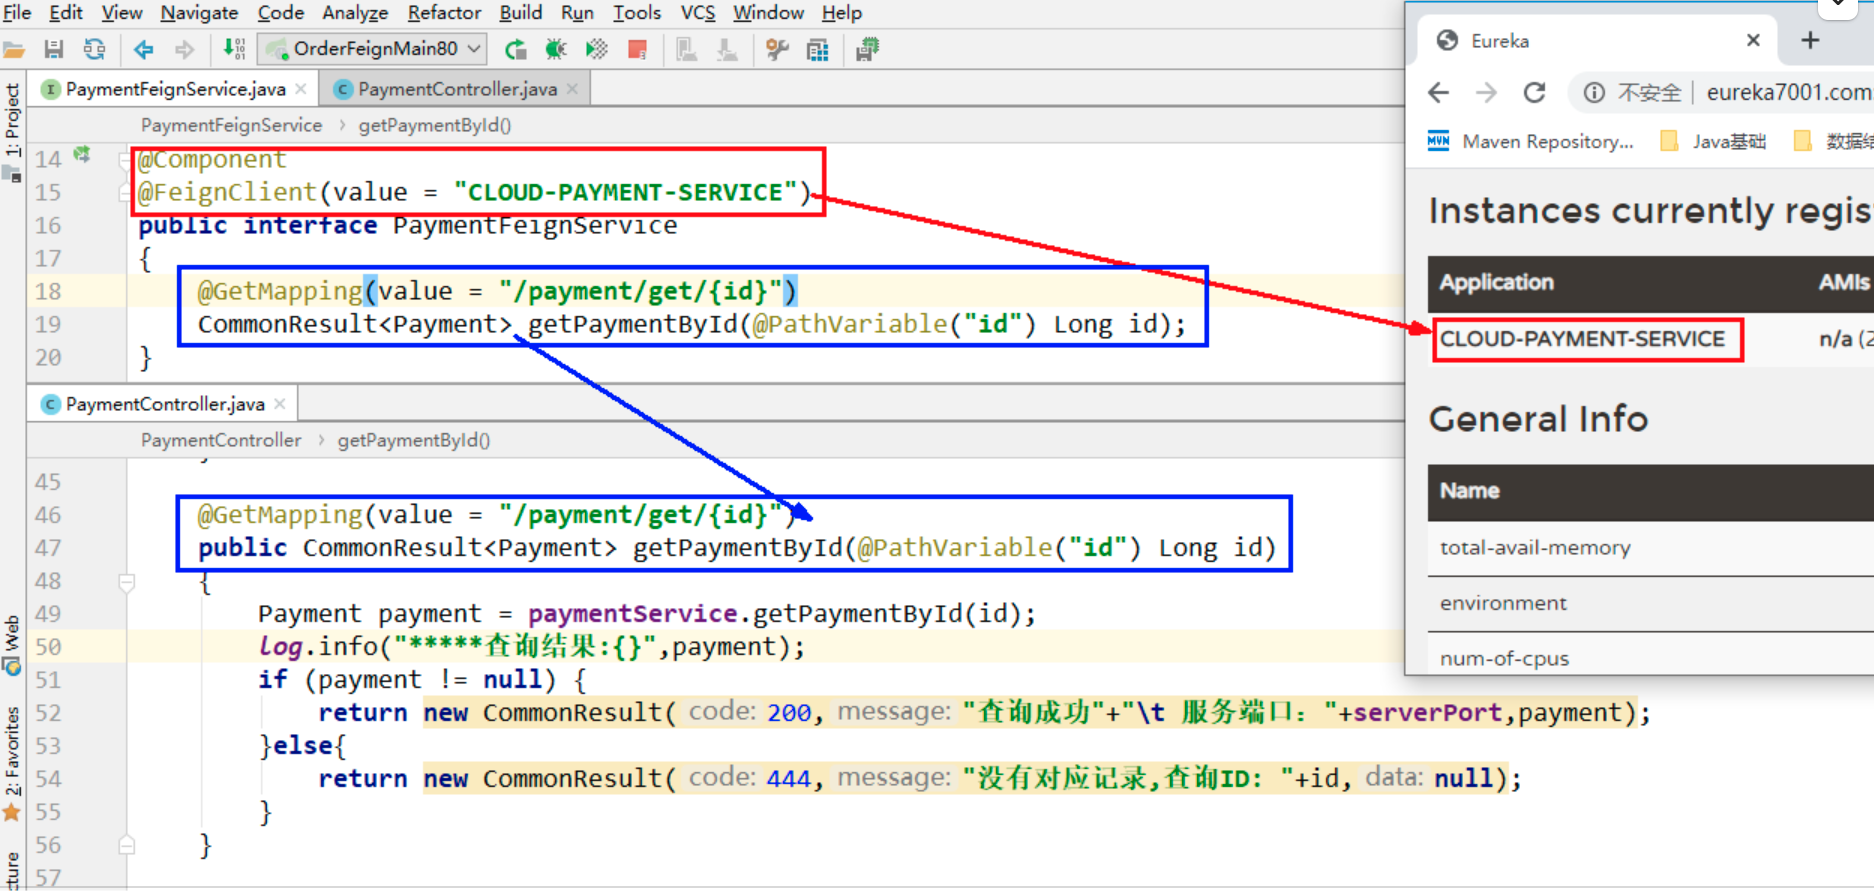 File Edit View Navigate Code Analyze Refactor Build Run Tools VCS Window Help
OrderFeignMain80
PaymentFeignService.java
PaymentController.java
PaymentFeignService › getPaymentById()
14 @Component
15 @FeignClient(value = "CLOUD-PAYMENT-SERVICE")
16 public interface PaymentFeignService
17 {
18 @GetMapping(value = "/payment/get/{id}")
19 CommonResult<Payment> getPaymentById(@PathVariable("id") Long id);
20 }
PaymentController.java
PaymentController › getPaymentById()
45
46 @GetMapping(value = "/payment/get/{id}")
47 public CommonResult<Payment> getPaymentById(@PathVariable("id") Long id)
48 {
49 Payment payment = paymentService.getPaymentById(id);
50 log.info("*****查询结果:{}",payment);
51 if (payment != null) {
52 return new CommonResult( code: 200, message: "查询成功"+"\t 服务端口: "+serverPort,payment);
53 }else{
54 return new CommonResult( code: 444, message: "没有对应记录,查询ID: "+id, data: null);
55 }
56 }
57
1: Project
Web
2: Favorites
cture
Eureka
不安全 | eureka7001.com
Maven Repository... Java基础 数据结
Instances currently regis
Application AMIs
CLOUD-PAYMENT-SERVICE n/a (2
General Info
Name
total-avail-memory
environment
num-of-cpus